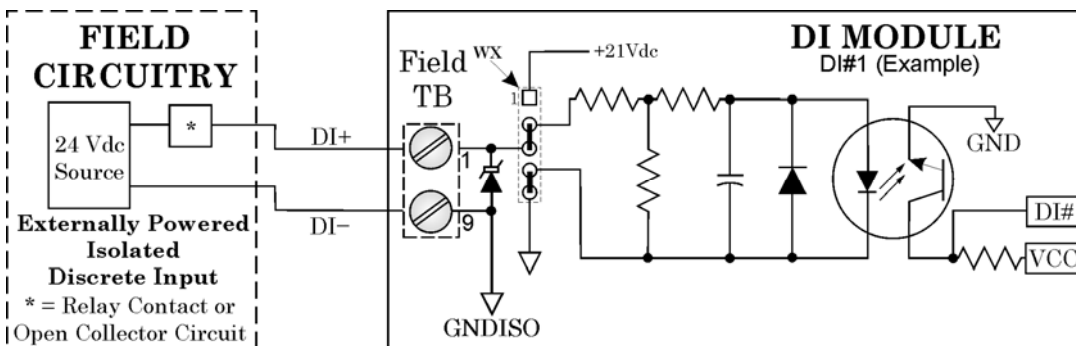 FIELD
CIRCUITRY
24 Vdc
Source
*
Externally Powered
Isolated
Discrete Input
* = Relay Contact or
Open Collector Circuit
DI+
DI−
DI MODULE
DI#1 (Example)
Field
TB
WX
+21Vdc
1
1
9
GNDISO
GND
DI#
VCC